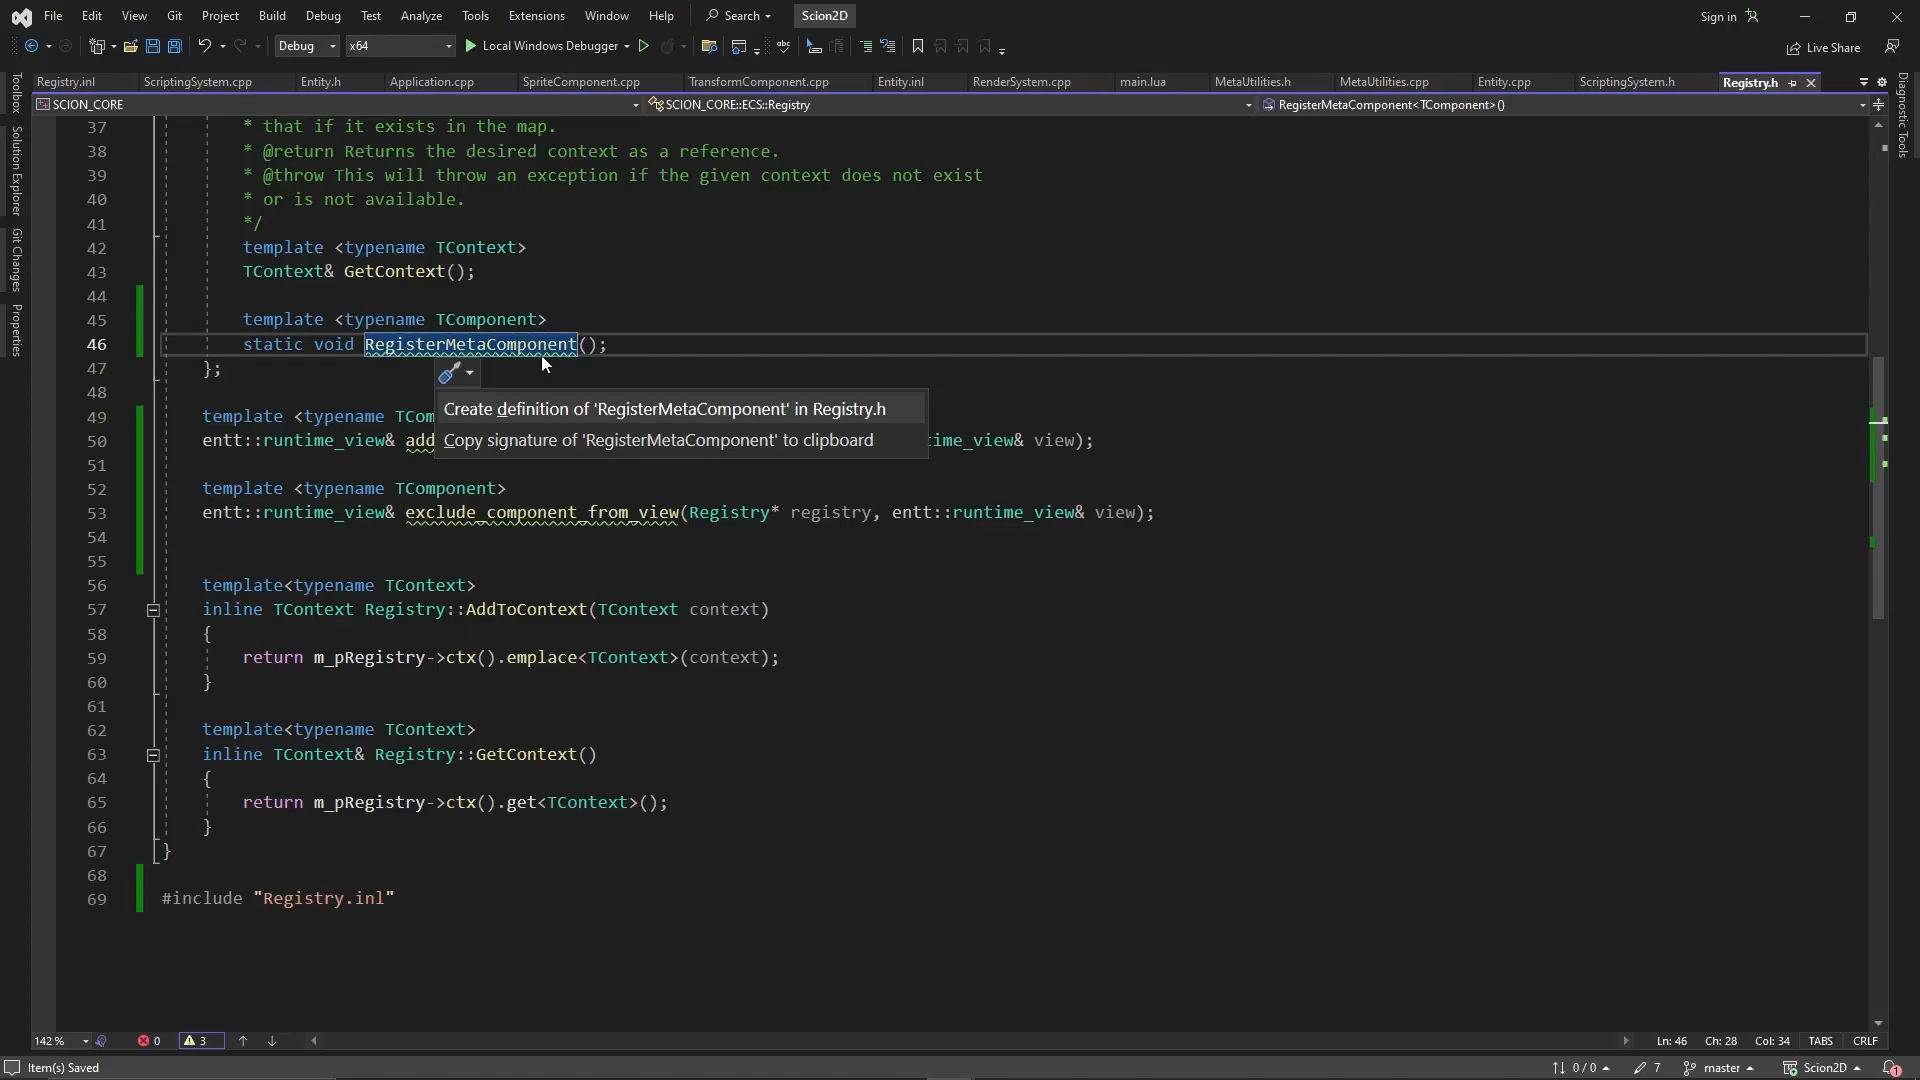 File Edit View Git Project Build Debug Test Analyze Tools Extensions Window Help Search Scion2D Sign in
Debug x64 Local Windows Debugger Live Share
Registry.inl ScriptingSystem.cpp Entity.h Application.cpp SpriteComponent.cpp TransformComponent.cpp Entity.inl RenderSystem.cpp main.lua MetaUtilities.h MetaUtilities.cpp Entity.cpp ScriptingSystem.h Registry.h
SCION_CORE SCION_CORE::ECS::Registry RegisterMetaComponent<TComponent>()
Toolbox
Solution Explorer
Git Changes
Properties
Diagnostic Tools
37 * that if it exists in the map.
38 * @return Returns the desired context as a reference.
39 * @throw This will throw an exception if the given context does not exist
40 * or is not available.
41 */
42 template <typename TContext>
43 TContext& GetContext();
44
45 template <typename TComponent>
46 static void RegisterMetaComponent();
47 };
48
Create definition of 'RegisterMetaComponent' in Registry.h
Copy signature of 'RegisterMetaComponent' to clipboard
49 template <typename TCom
50 entt::runtime_view& add ime_view& view);
51
52 template <typename TComponent>
53 entt::runtime_view& exclude_component_from_view(Registry* registry, entt::runtime_view& view);
54
55
56 template<typename TContext>
57 inline TContext Registry::AddToContext(TContext context)
58 {
59 return m_pRegistry->ctx().emplace<TContext>(context);
60 }
61
62 template<typename TContext>
63 inline TContext& Registry::GetContext()
64 {
65 return m_pRegistry->ctx().get<TContext>();
66 }
67 }
68
69 #include "Registry.inl"
142 % 0 3 Ln: 46 Ch: 28 Col: 34 TABS CRLF
Item(s) Saved 0 / 0 7 master Scion2D 1